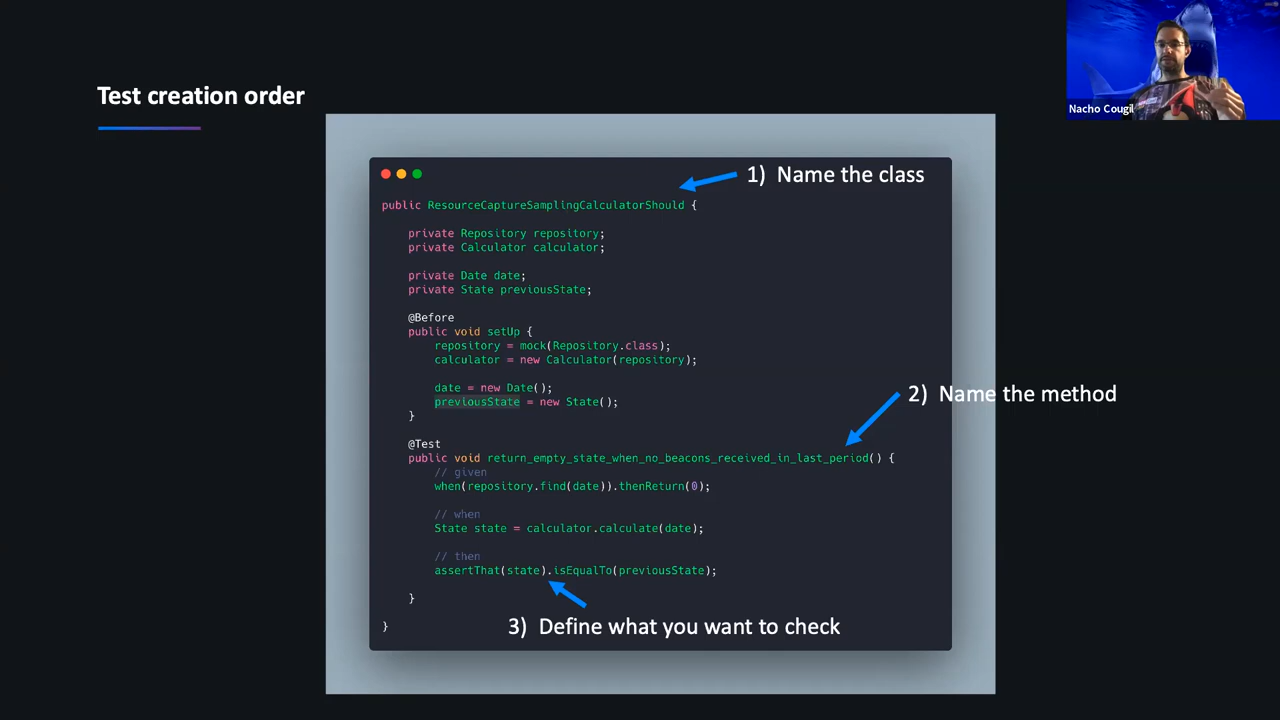 Test creation order
Nacho Cougil
1) Name the class
public ResourceCaptureSamplingCalculatorShould {
private Repository repository;
private Calculator calculator;
private Date date;
private State previousState;
@Before
public void setUp {
repository = mock(Repository.class);
calculator = new Calculator(repository);
date = new Date();
previousState = new State();
}
2) Name the method
@Test
public void return_empty_state_when_no_beacons_received_in_last_period() {
// given
when(repository.find(date)).thenReturn(0);
// when
State state = calculator.calculate(date);
// then
assertThat(state).isEqualTo(previousState);
}
3) Define what you want to check
}